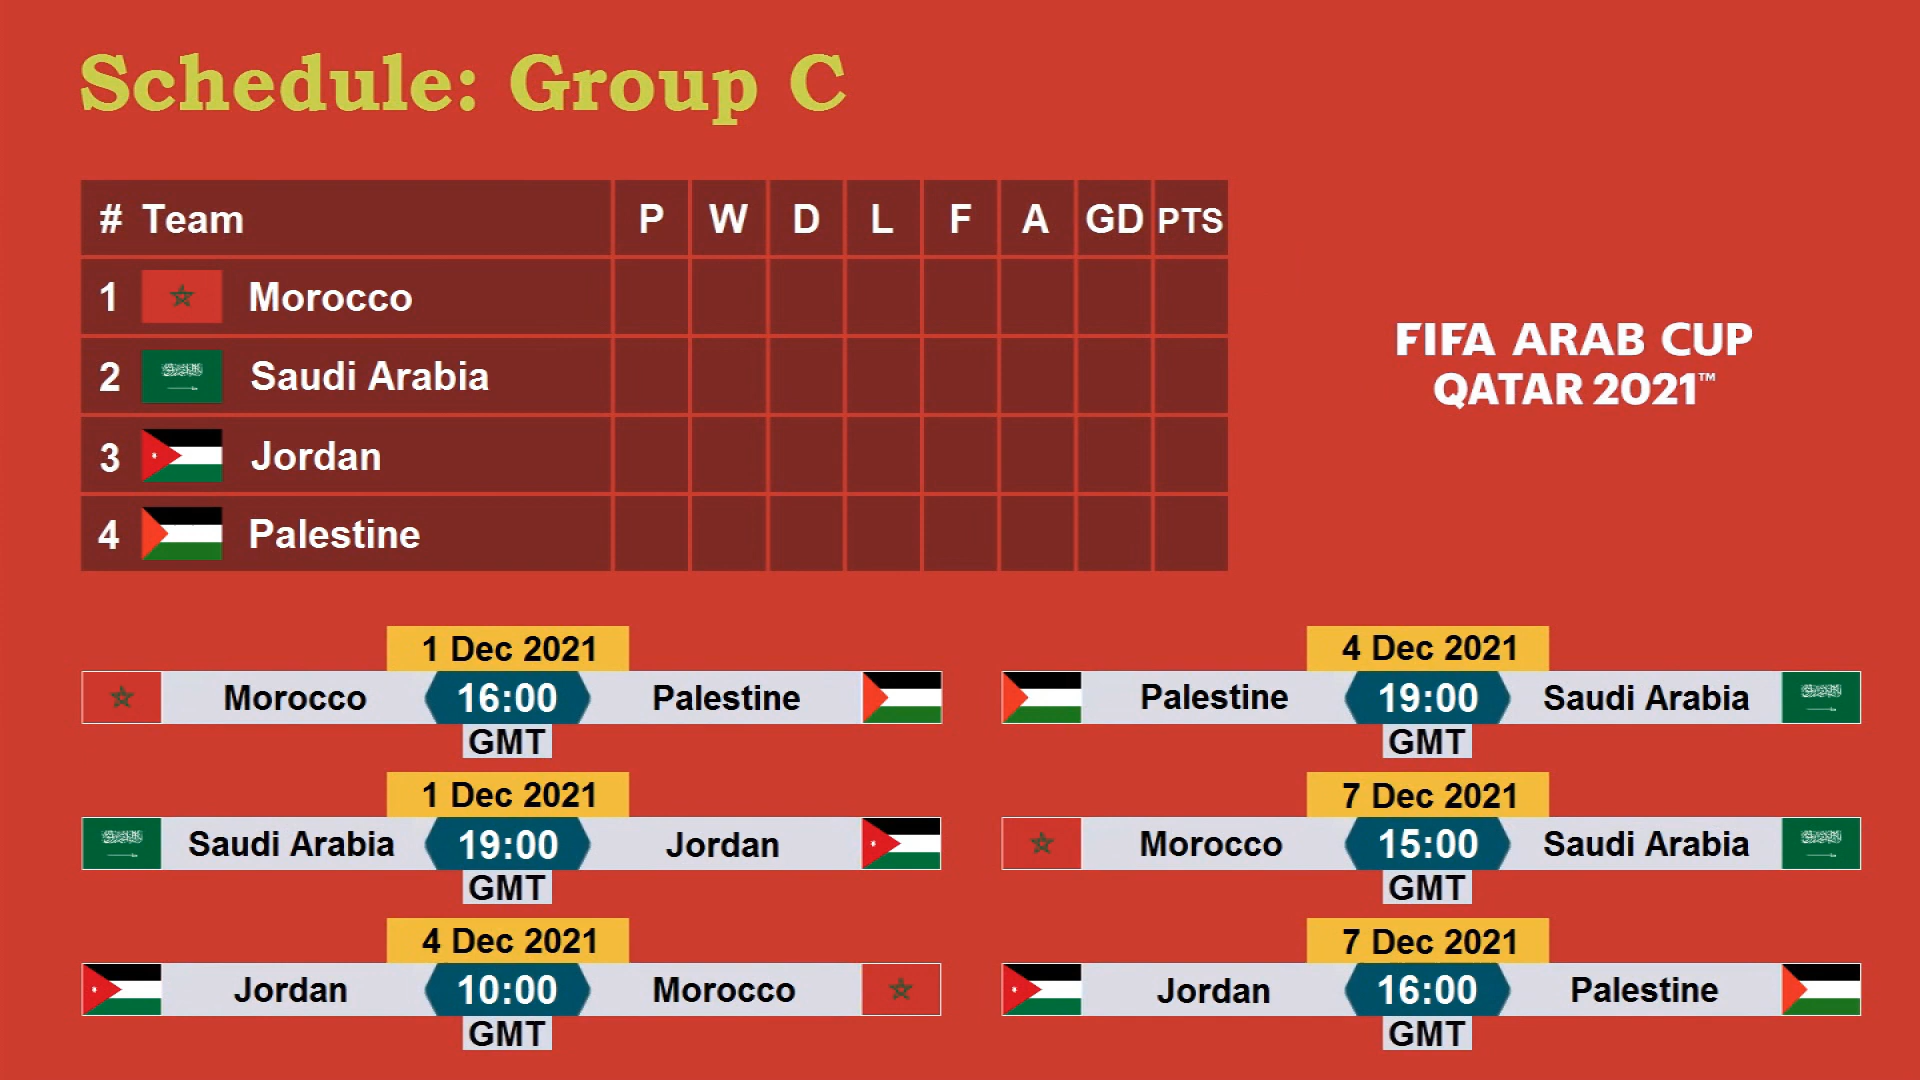 Schedule: Group C
# Team P W D L F A GD PTS
1 Morocco
2 Saudi Arabia
3 Jordan
4 Palestine
FIFA ARAB CUP
QATAR 2021™
1 Dec 2021
Morocco 16:00 Palestine
GMT
1 Dec 2021
Saudi Arabia 19:00 Jordan
GMT
4 Dec 2021
Jordan 10:00 Morocco
GMT
4 Dec 2021
Palestine 19:00 Saudi Arabia
GMT
7 Dec 2021
Morocco 15:00 Saudi Arabia
GMT
7 Dec 2021
Jordan 16:00 Palestine
GMT